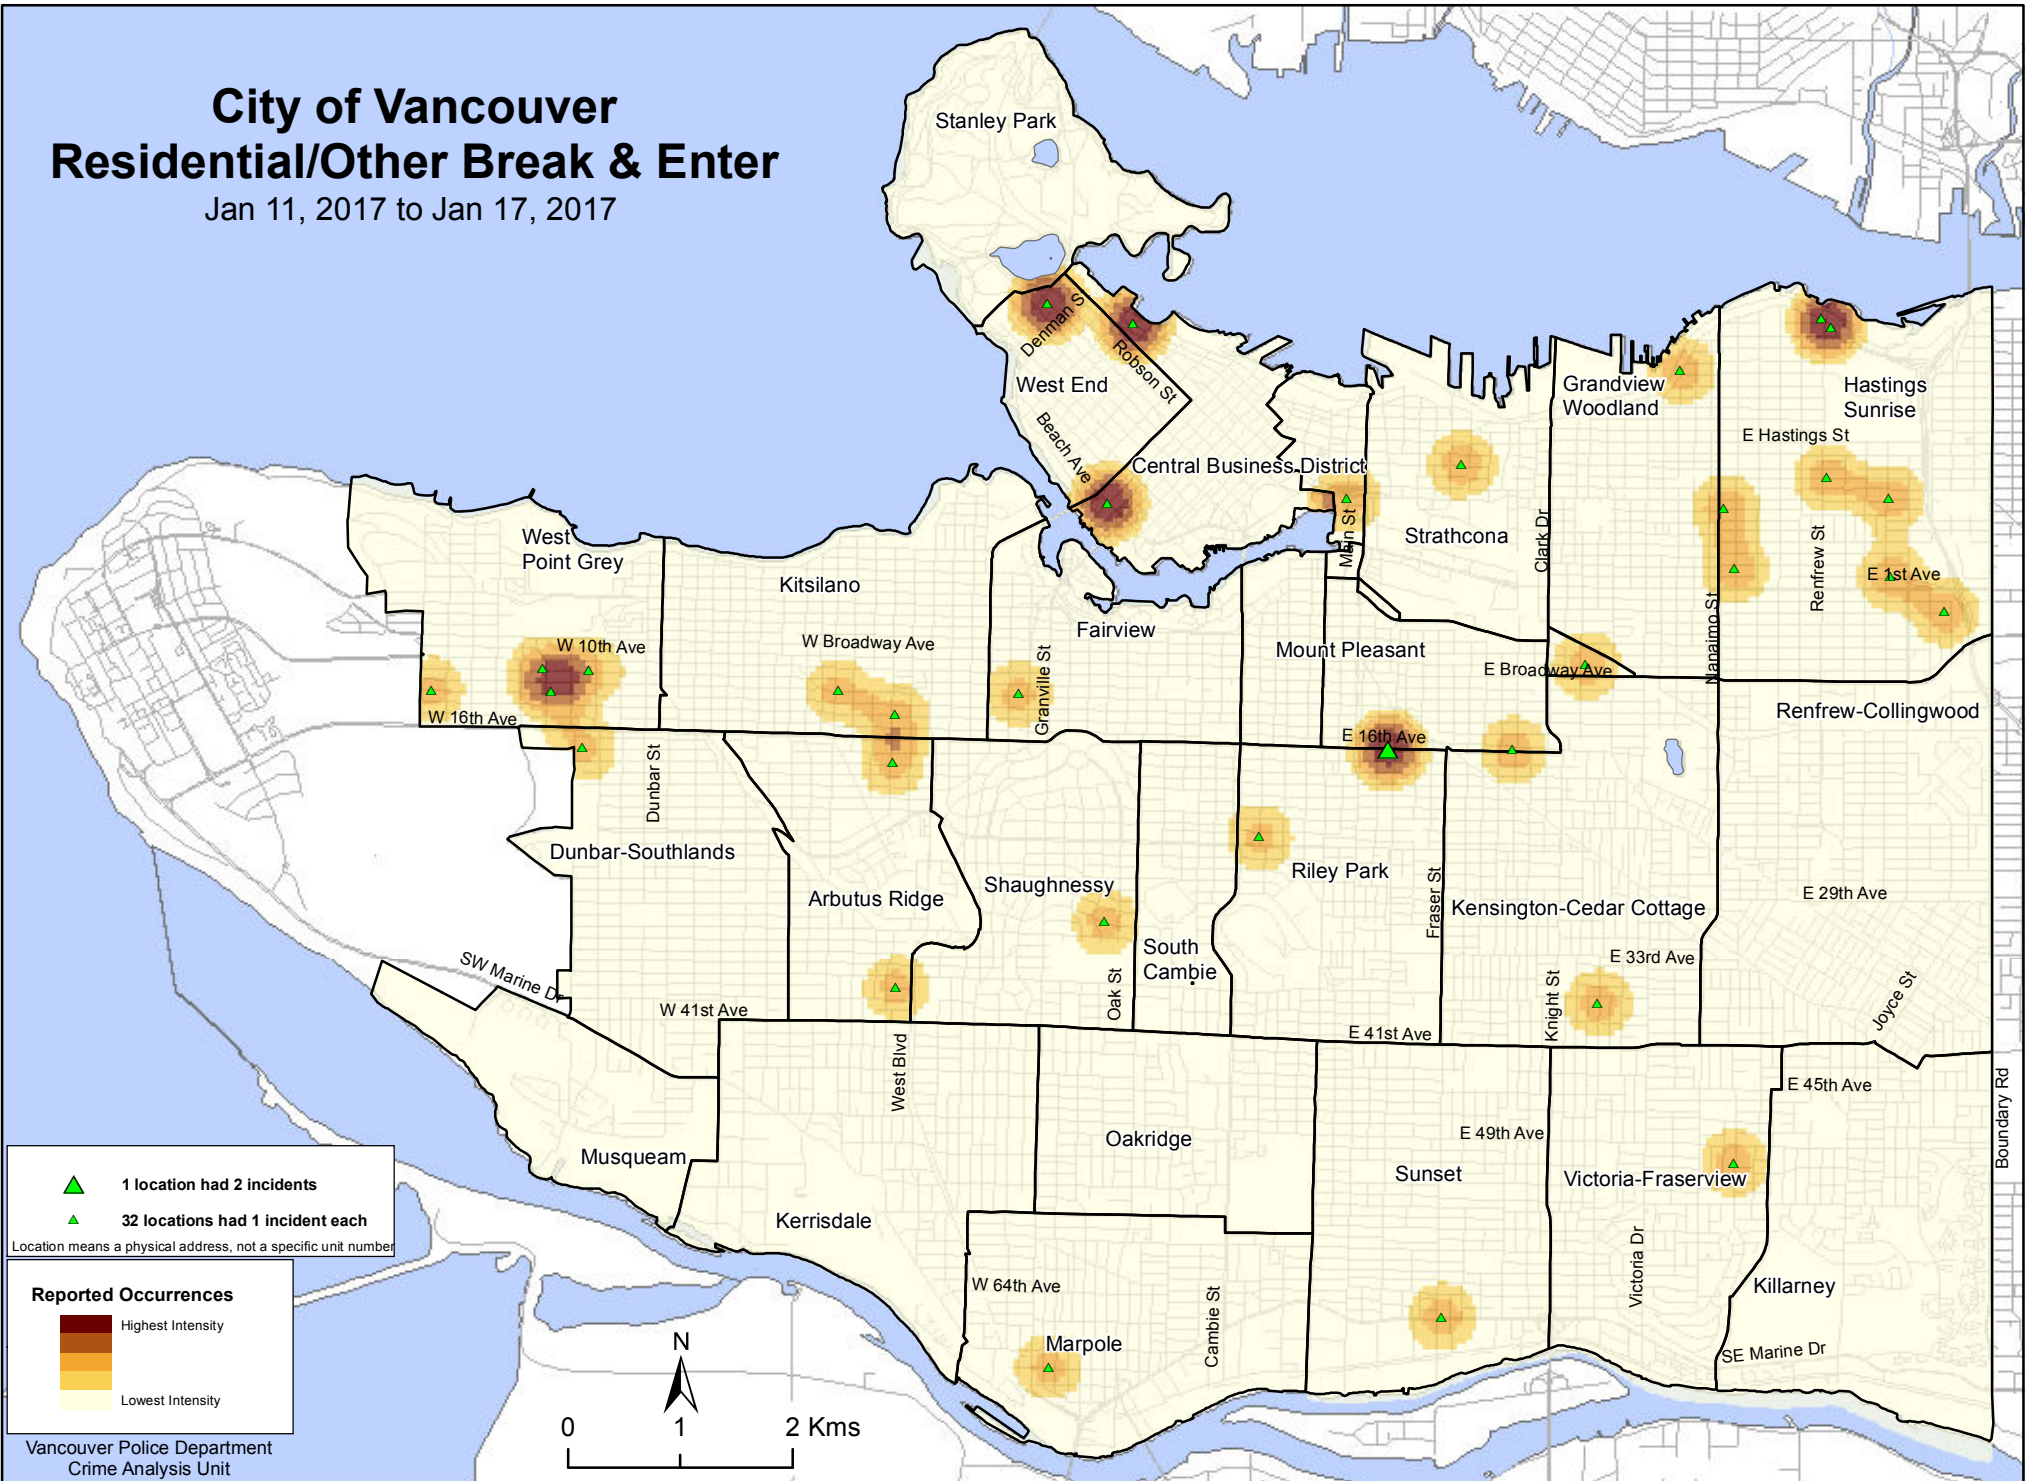 City of Vancouver
Residential/Other Break & Enter
Jan 11, 2017 to Jan 17, 2017
Stanley Park
Denman S
Robson St
West End
Beach Ave
Central Business District
Grandview
Woodland
Hastings
Sunrise
E Hastings St
West
Point Grey
Kitsilano
Main St
Strathcona
Clark Dr
Renfrew St
E 1st Ave
Nanaimo St
W 10th Ave
W Broadway Ave
Fairview
Granville St
Mount Pleasant
E Broadway Ave
W 16th Ave
E 16th Ave
Renfrew-Collingwood
Dunbar St
Dunbar-Southlands
Arbutus Ridge
Shaughnessy
Riley Park
Fraser St
Kensington-Cedar Cottage
E 29th Ave
South
Cambie
E 33rd Ave
SW Marine Dr
W 41st Ave
Oak St
Knight St
Joyce St
E 41st Ave
West Blvd
E 45th Ave
Boundary Rd
Musqueam
Oakridge
E 49th Ave
Sunset
Victoria-Fraserview
Kerrisdale
Victoria Dr
W 64th Ave
Cambie St
Killarney
Marpole
SE Marine Dr
1 location had 2 incidents
32 locations had 1 incident each
Location means a physical address, not a specific unit number
Reported Occurrences
Highest Intensity
Lowest Intensity
Vancouver Police Department
Crime Analysis Unit
N
0 1 2 Kms